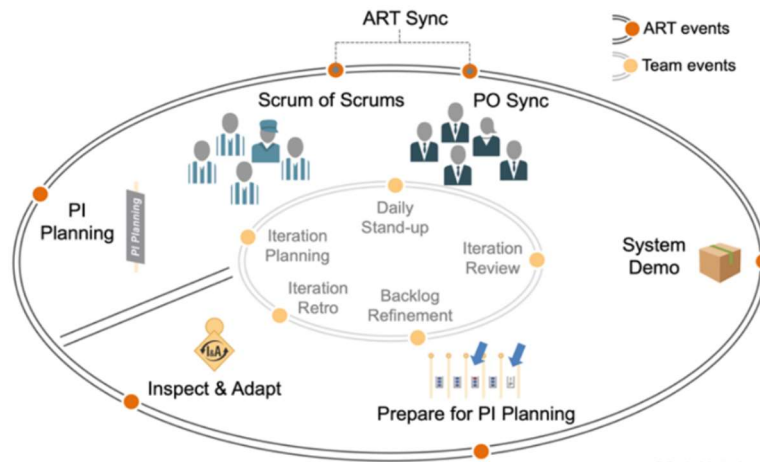 ART Sync
ART events
Team events
Scrum of Scrums
PO Sync
PI
Planning
PI Planning
Daily
Stand-up
Iteration
Planning
Iteration
Review
System
Demo
Iteration
Retro
Backlog
Refinement
I&A
Inspect & Adapt
Prepare for PI Planning